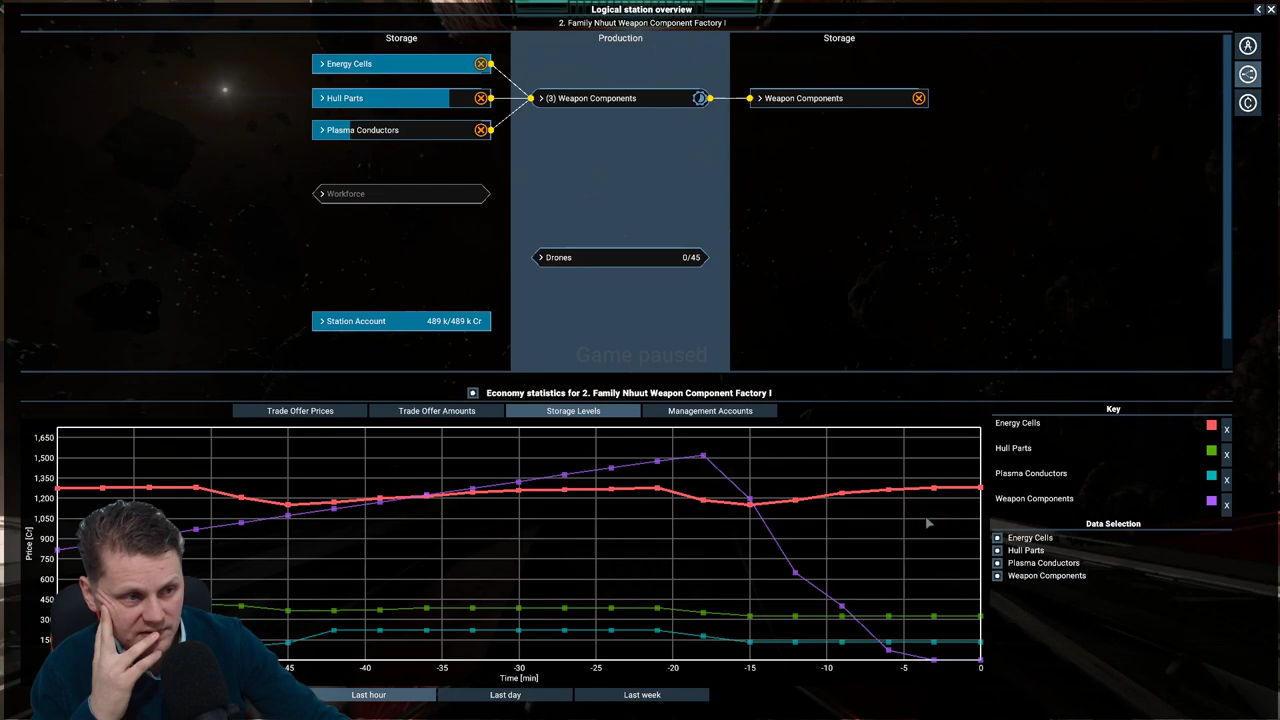 Logical station overview
2. Family Nhuut Weapon Component Factory I
Storage Production Storage
Energy Cells
Hull Parts (3) Weapon Components Weapon Components
Plasma Conductors
Workforce
Drones 0/45
Station Account 489 k/489 k Cr
Game paused
Economy statistics for 2. Family Nhuut Weapon Component Factory I
Trade Offer Prices Trade Offer Amounts Storage Levels Management Accounts
Key
Energy Cells X
Hull Parts X
Plasma Conductors X
Weapon Components X
Data Selection
Energy Cells
Hull Parts
Plasma Conductors
Weapon Components
Price [Cr]
1,650
1,500
1,350
1,200
1,050
900
750
600
450
300
150
-45 -40 -35 -30 -25 -20 -15 -10 -5 0
Time [min]
Last hour Last day Last week